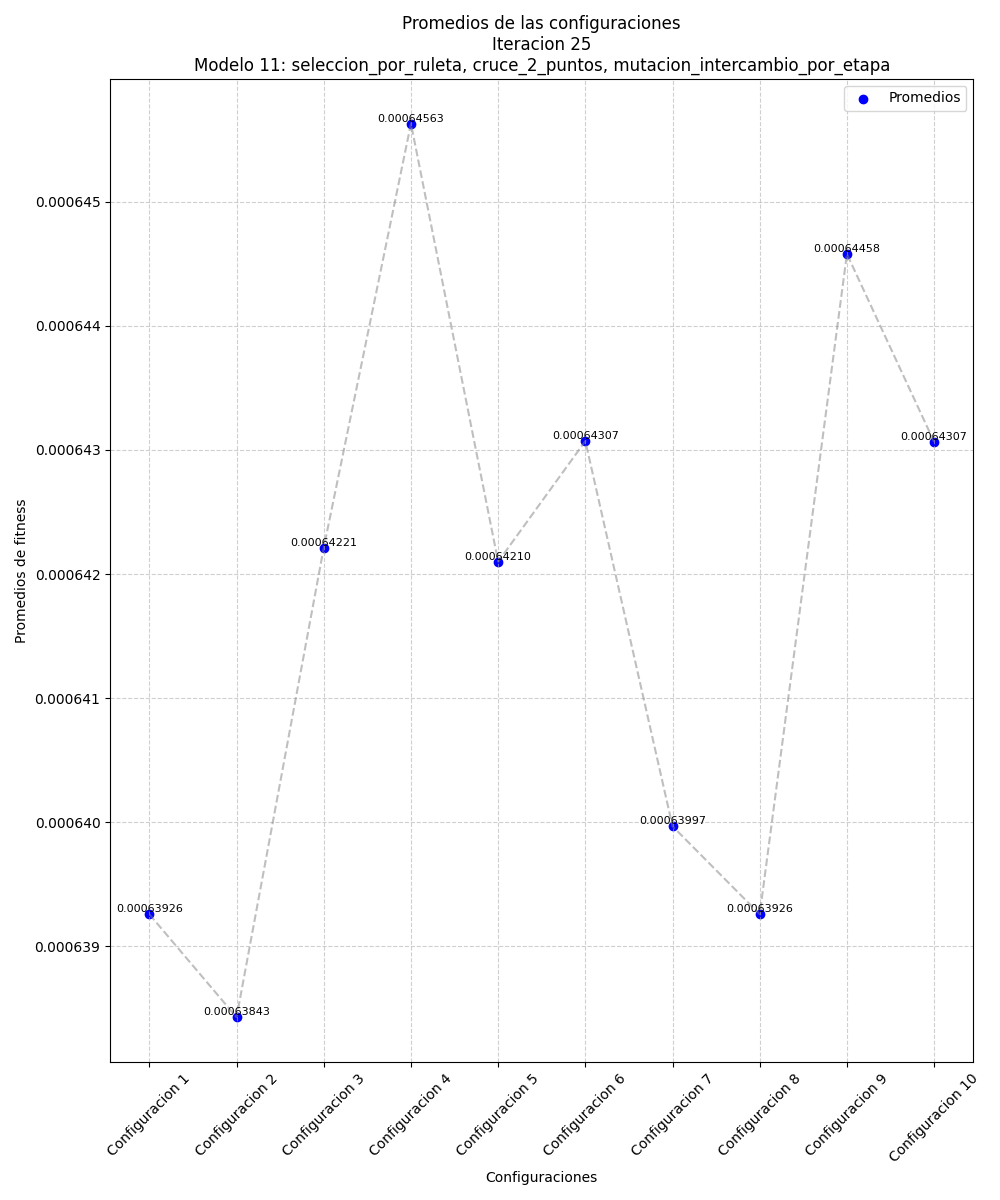 Promedios de las configuraciones
Iteracion 25
Modelo 11: seleccion_por_ruleta, cruce_2_puntos, mutacion_intercambio_por_etapa
Promedios
0.00064563
0.000645
0.00064458
0.000644
0.00064307
0.00064307
0.000643
0.00064221
0.00064210
0.000642
Promedios de fitness
0.000641
0.00063997
0.000640
0.00063926
0.00063926
0.000639
0.00063843
Configuracion 1
Configuracion 2
Configuracion 3
Configuracion 4
Configuracion 5
Configuracion 6
Configuracion 7
Configuracion 8
Configuracion 9
Configuracion 10
Configuraciones